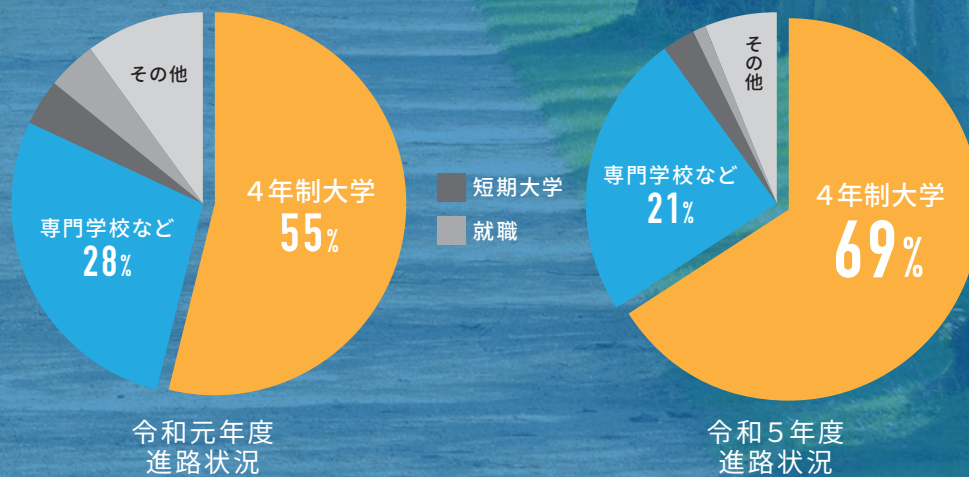 その他
４年制大学
55%
専門学校など
28%
短期大学
就職
令和元年度
進路状況
その他
専門学校など
21%
４年制大学
69%
令和５年度
進路状況